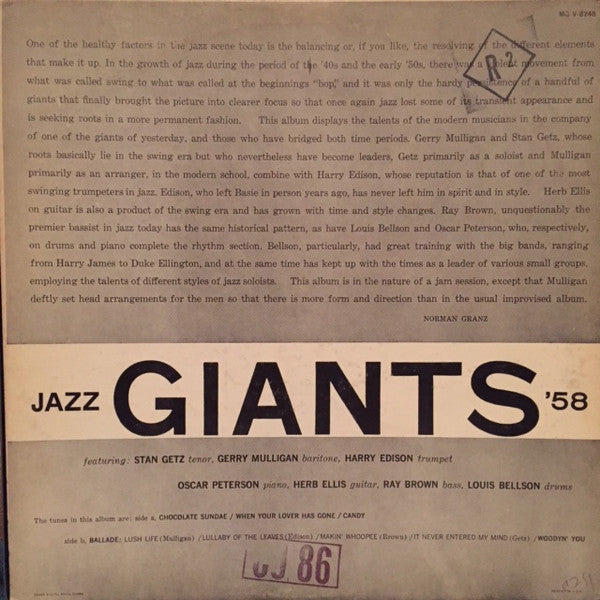 MG V-8248
One of the healthy factors in the jazz scene today is the balancing or, if you like, the resolving of the different elements
that make it up. In the growth of jazz during the period of the '40s and the early '50s, there was a violent movement from
what was called swing to what was called at the beginnings "bop," and it was only the hardy persistence of a handful of
giants that finally brought the picture into clearer focus so that once again jazz lost some of its transient appearance and
is seeking roots in a more permanent fashion. This album displays the talents of the modern musicians in the company
of one of the giants of yesterday, and those who have bridged both time periods. Gerry Mulligan and Stan Getz, whose
roots basically lie in the swing era but who nevertheless have become leaders, Getz primarily as a soloist and Mulligan
primarily as an arranger, in the modern school, combine with Harry Edison, whose reputation is that of one of the most
swinging trumpeters in jazz. Edison, who left Basie in person years ago, has never left him in spirit and in style. Herb Ellis
on guitar is also a product of the swing era and has grown with time and style changes. Ray Brown, unquestionably the
premier bassist in jazz today has the same historical pattern, as have Louis Bellson and Oscar Peterson, who, respectively,
on drums and piano complete the rhythm section. Bellson, particularly, had great training with the big bands, ranging
from Harry James to Duke Ellington, and at the same time has kept up with the times as a leader of various small groups,
employing the talents of different styles of jazz soloists. This album is in the nature of a jam session, except that Mulligan
deftly set head arrangements for the men so that there is more form and direction than in the usual improvised album.
NORMAN GRANZ
R2
JAZZ GIANTS '58
featuring: STAN GETZ tenor, GERRY MULLIGAN baritone, HARRY EDISON trumpet
OSCAR PETERSON piano, HERB ELLIS guitar, RAY BROWN bass, LOUIS BELLSON drums
The tunes in this album are: side a, CHOCOLATE SUNDAE / WHEN YOUR LOVER HAS GONE / CANDY
side b, BALLADE: LUSH LIFE (Mulligan) / LULLABY OF THE LEAVES (Edison) / MAKIN' WHOOPEE (Brown) / IT NEVER ENTERED MY MIND (Getz) / WOODYN' YOU
86